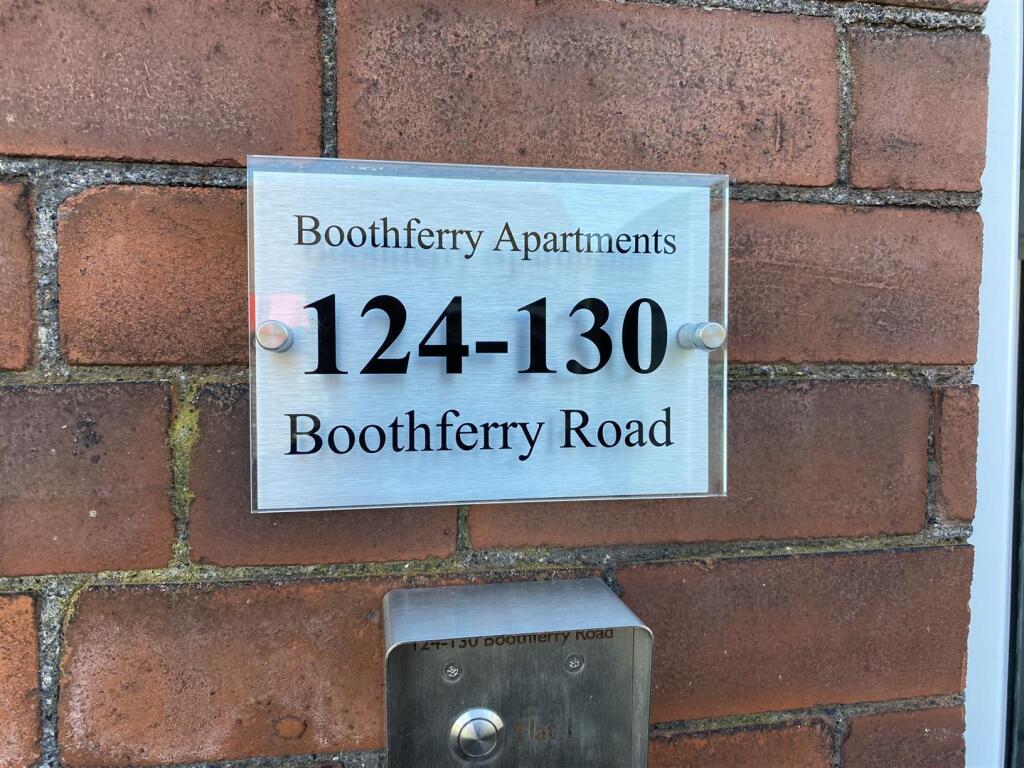 Boothferry Apartments
124-130
Boothferry Road
124-130 Boothferry Road
Flat 1